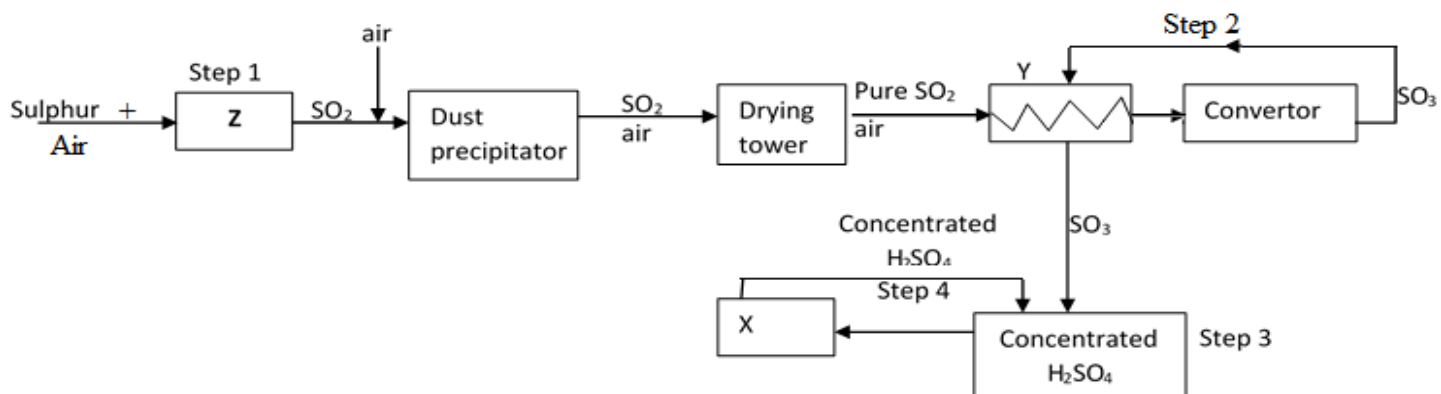 Step 2
air
Step 1
Y
Sulphur +
Air
Z
SO₂
Dust
precipitator
SO₂
air
Drying
tower
Pure SO₂
air
Convertor
SO₃
Concentrated
H₂SO₄
SO₃
Step 4
X
Concentrated
H₂SO₄
Step 3